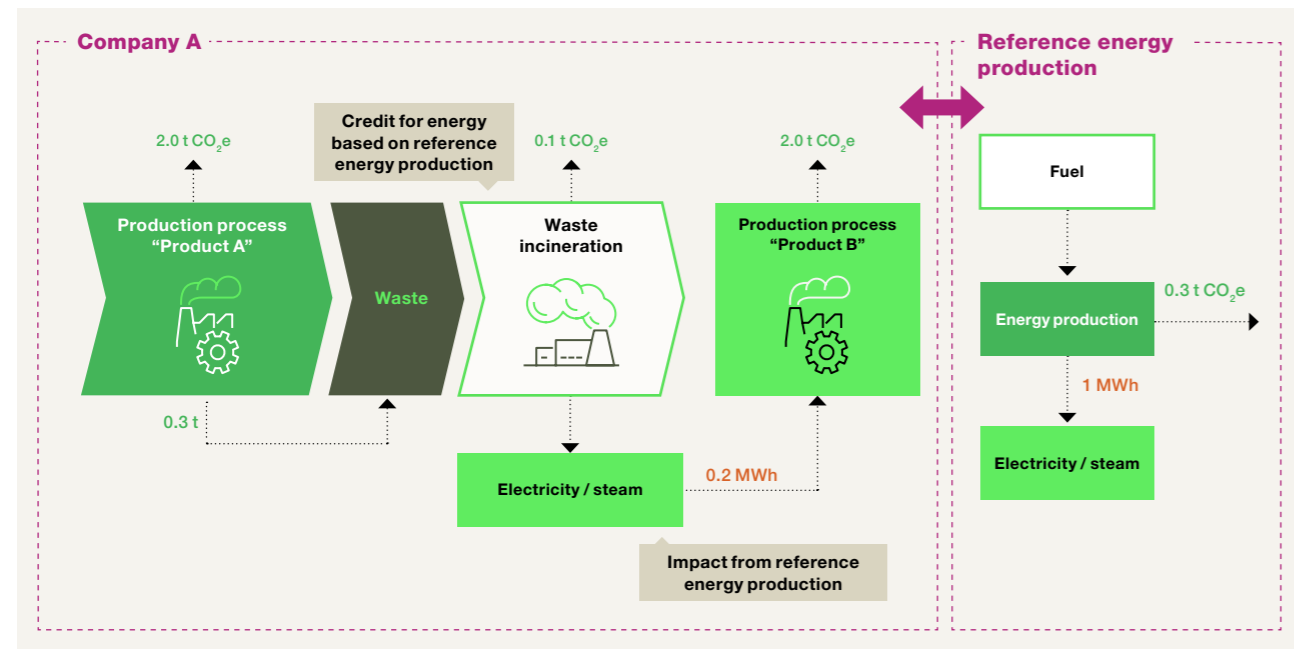 Company A
Reference energy
production
Credit for energy
based on reference
energy production
2.0 t CO₂e
0.1 t CO₂e
2.0 t CO₂e
Fuel
Production process
“Product A”
Waste
Waste
incineration
Production process
“Product B”
0.3 t CO₂e
Energy production
1 MWh
0.3 t
Electricity / steam
0.2 MWh
Electricity / steam
Impact from reference
energy production